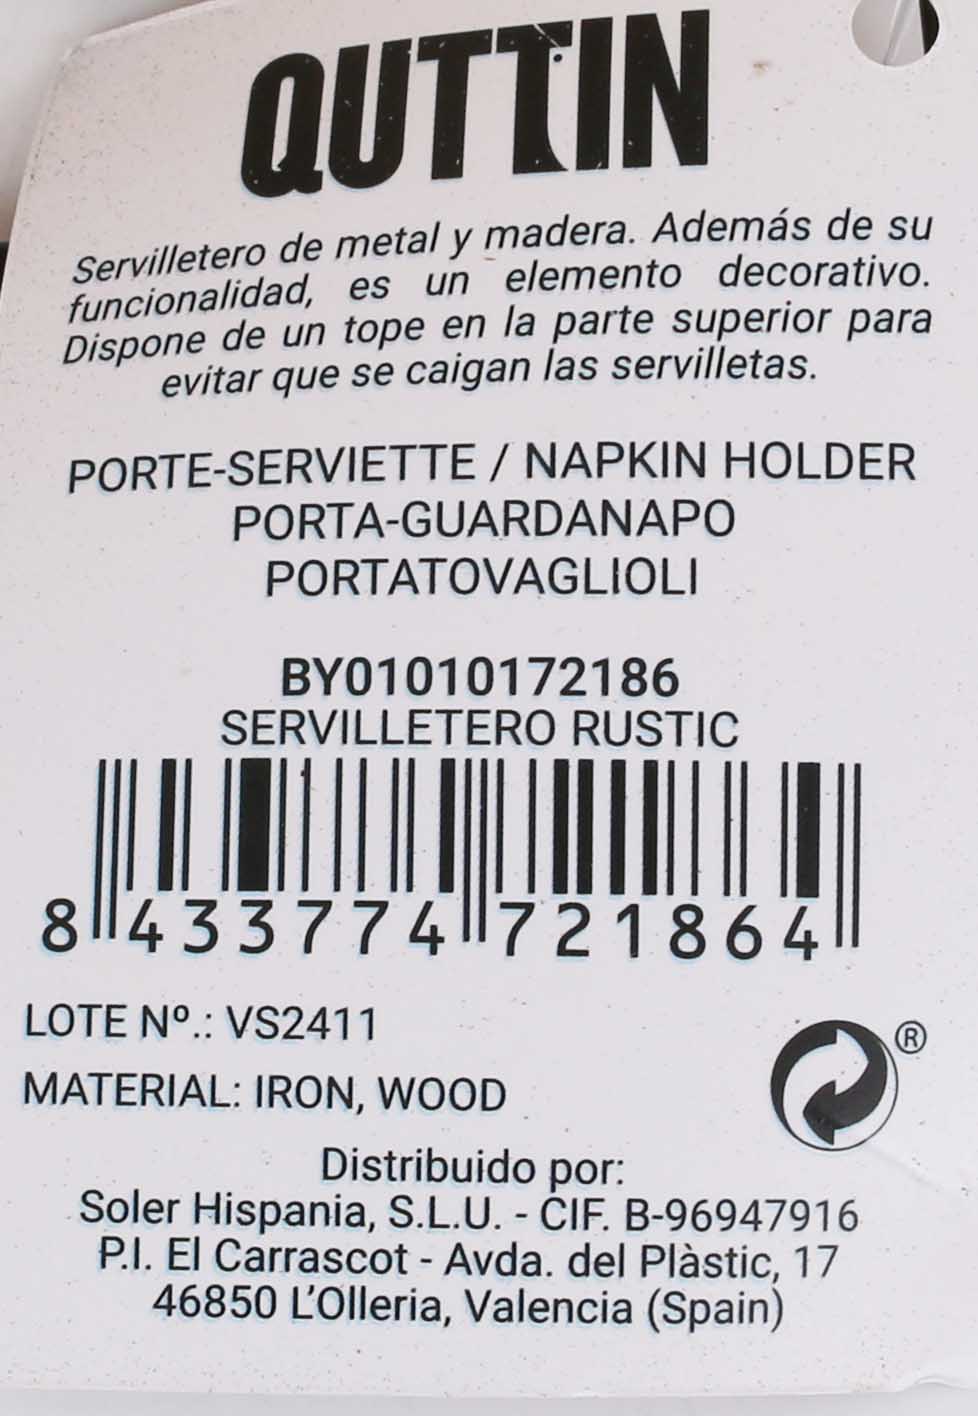 QUTTIN
Servilletero de metal y madera. Además de su
funcionalidad, es un elemento decorativo.
Dispone de un tope en la parte superior para
evitar que se caigan las servilletas.
PORTE-SERVIETTE / NAPKIN HOLDER
PORTA-GUARDANAPO
PORTATOVAGLIOLI
BY01010172186
SERVILLETERO RUSTIC
8 433774 721864
LOTE Nº.: VS2411
®
MATERIAL: IRON, WOOD
Distribuido por:
Soler Hispania, S.L.U. - CIF. B-96947916
P.I. El Carrascot - Avda. del Plàstic, 17
46850 L'Olleria, Valencia (Spain)